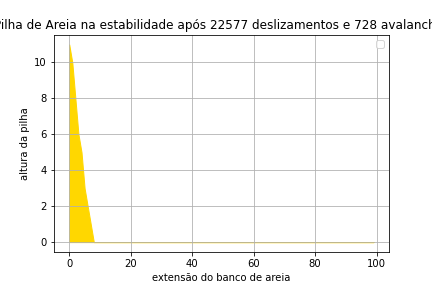 ilha de Areia na estabilidade após 22577 deslizamentos e 728 avalanch
10
8
6
4
2
0
altura da pilha
0 20 40 60 80 100
extensão do banco de areia